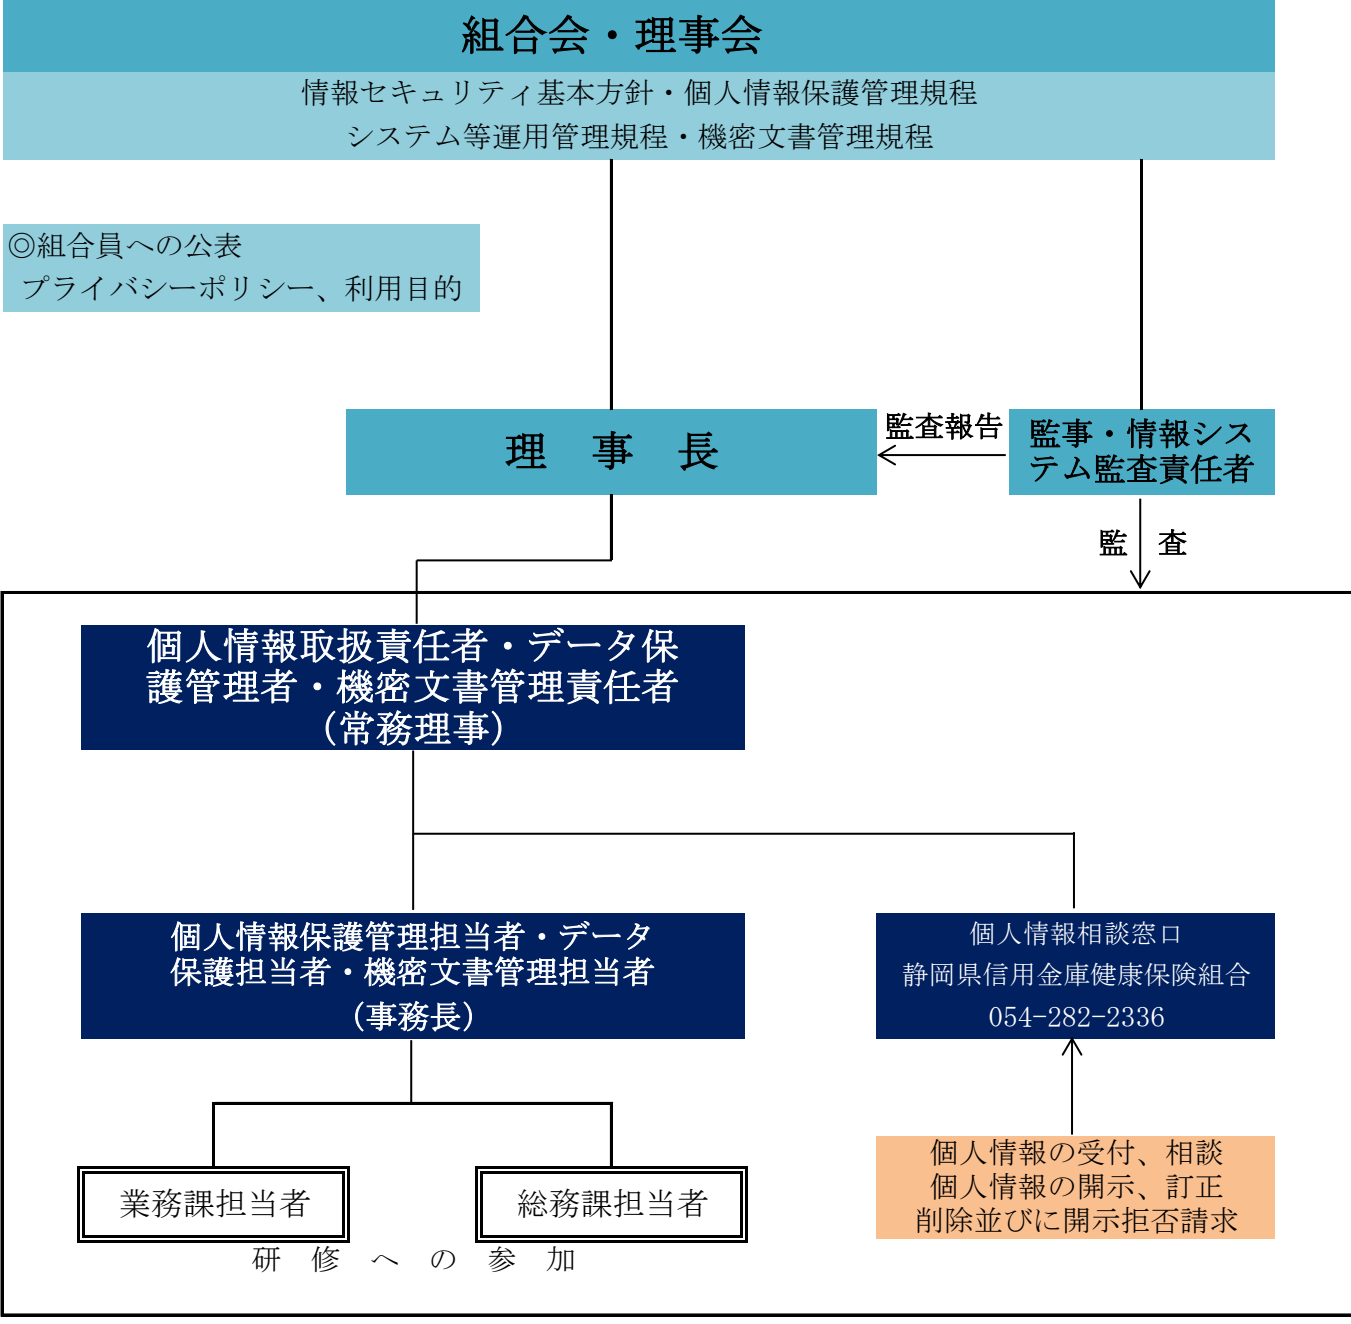 組合会・理事会
情報セキュリティ基本方針・個人情報保護管理規程
システム等運用管理規程・機密文書管理規程
◎組合員への公表
プライバシーポリシー、利用目的
理　事　長
監査報告
監事・情報シス
テム監査責任者
監　査
個人情報取扱責任者・データ保
護管理者・機密文書管理責任者
(常務理事)
個人情報保護管理担当者・データ
保護担当者・機密文書管理担当者
(事務長)
個人情報相談窓口
静岡県信用金庫健康保険組合
054-282-2336
業務課担当者
総務課担当者
研　修　へ　の　参　加
個人情報の受付、相談
個人情報の開示、訂正
削除並びに開示拒否請求